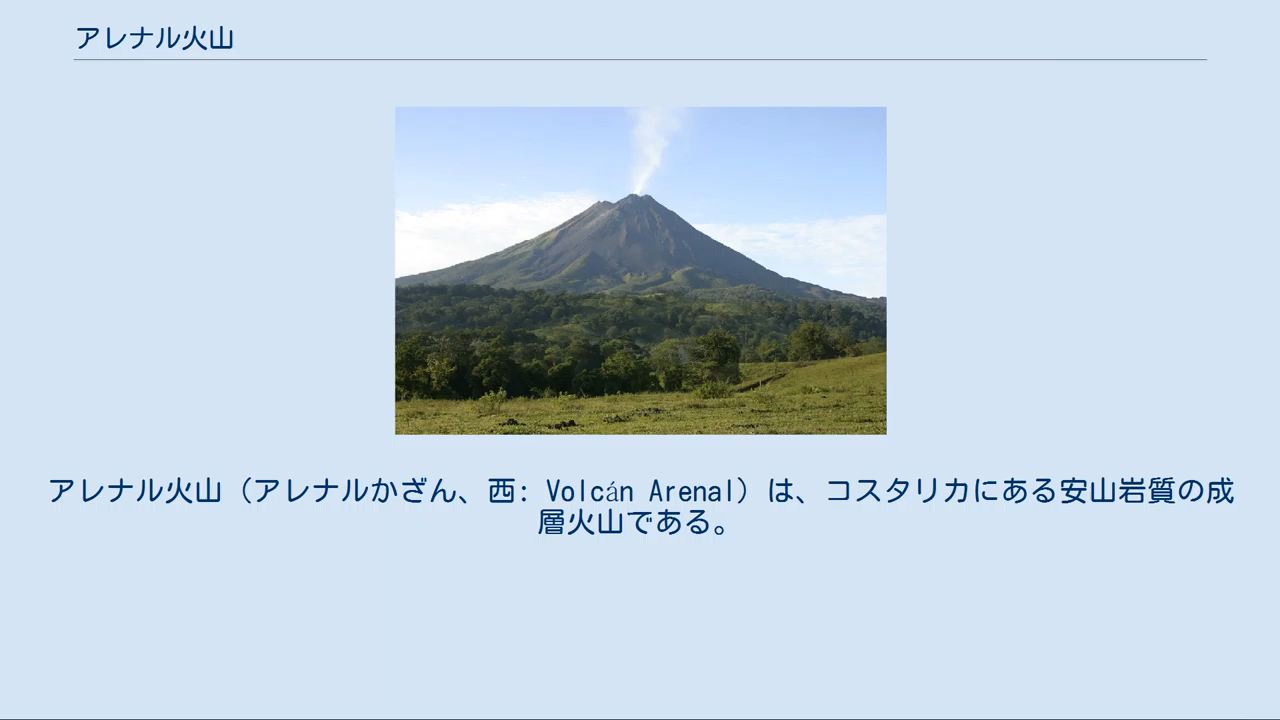 アレナル火山
アレナル火山（アレナルかざん、西: Volcán Arenal）は、コスタリカにある安山岩質の成
層火山である。